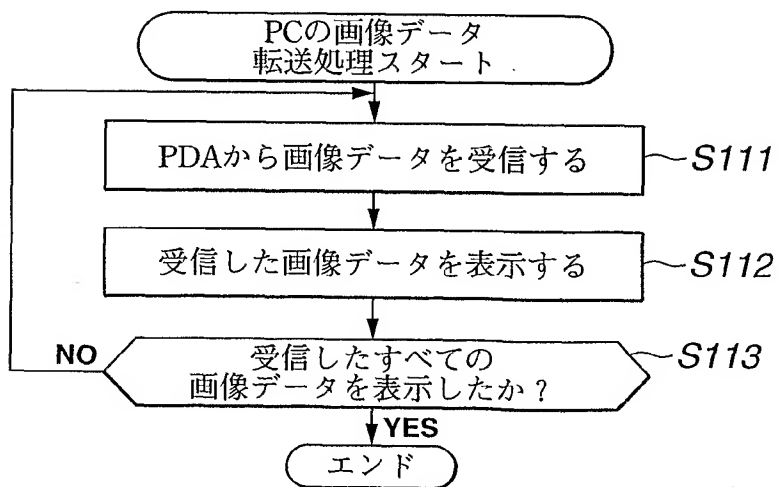 PCの画像データ
転送処理スタート
PDAから画像データを受信する
S111
受信した画像データを表示する
S112
受信したすべての
画像データを表示したか？
S113
NO
YES
エンド